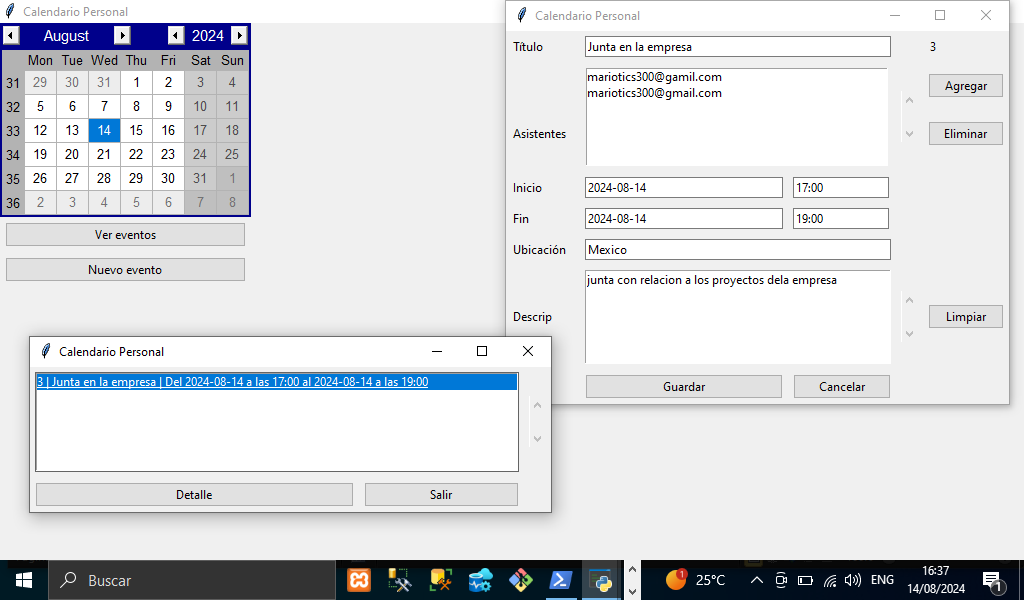 Calendario Personal
August 2024
Mon Tue Wed Thu Fri Sat Sun
31 29 30 31 1 2 3 4
32 5 6 7 8 9 10 11
33 12 13 14 15 16 17 18
34 19 20 21 22 23 24 25
35 26 27 28 29 30 31 1
36 2 3 4 5 6 7 8
Ver eventos
Nuevo evento
Calendario Personal
Título Junta en la empresa 3
mariotics300@gamil.com
mariotics300@gmail.com
Agregar
Asistentes
Eliminar
Inicio 2024-08-14 17:00
Fin 2024-08-14 19:00
Ubicación Mexico
junta con relacion a los proyectos dela empresa
Descrip
Limpiar
Guardar Cancelar
Calendario Personal
3 | Junta en la empresa | Del 2024-08-14 a las 17:00 al 2024-08-14 a las 19:00
Detalle Salir
Buscar
1
25°C
ENG
16:37
14/08/2024
1